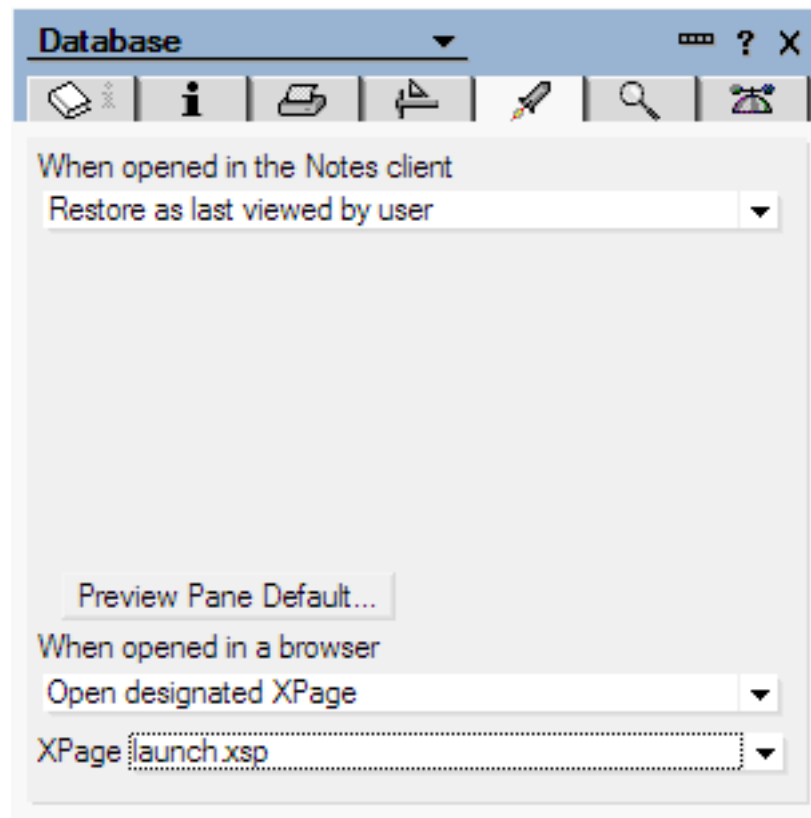 Database
? X
i
When opened in the Notes client
Restore as last viewed by user
Preview Pane Default...
When opened in a browser
Open designated XPage
XPage launch.xsp